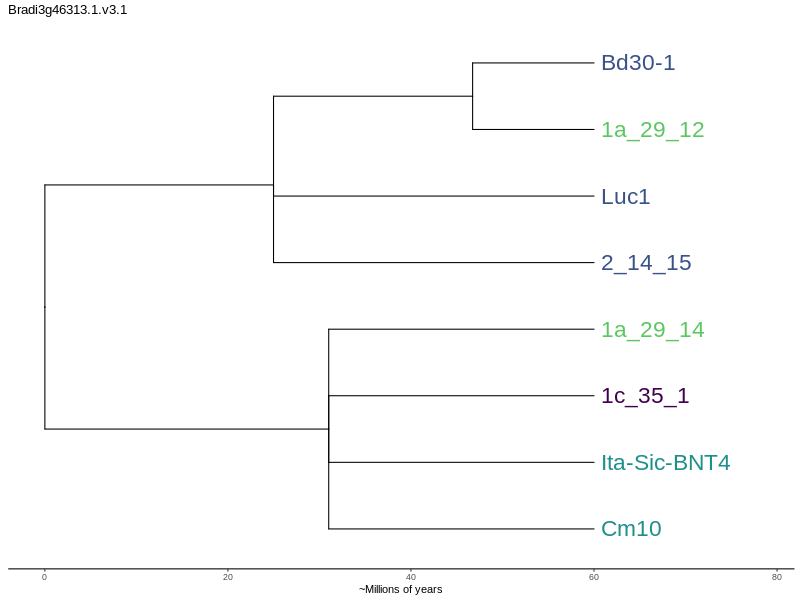 Bradi3g46313.1.v3.1
Bd30-1
1a_29_12
Luc1
2_14_15
1a_29_14
1c_35_1
Ita-Sic-BNT4
Cm10
0 20 40 60 80
~Millions of years